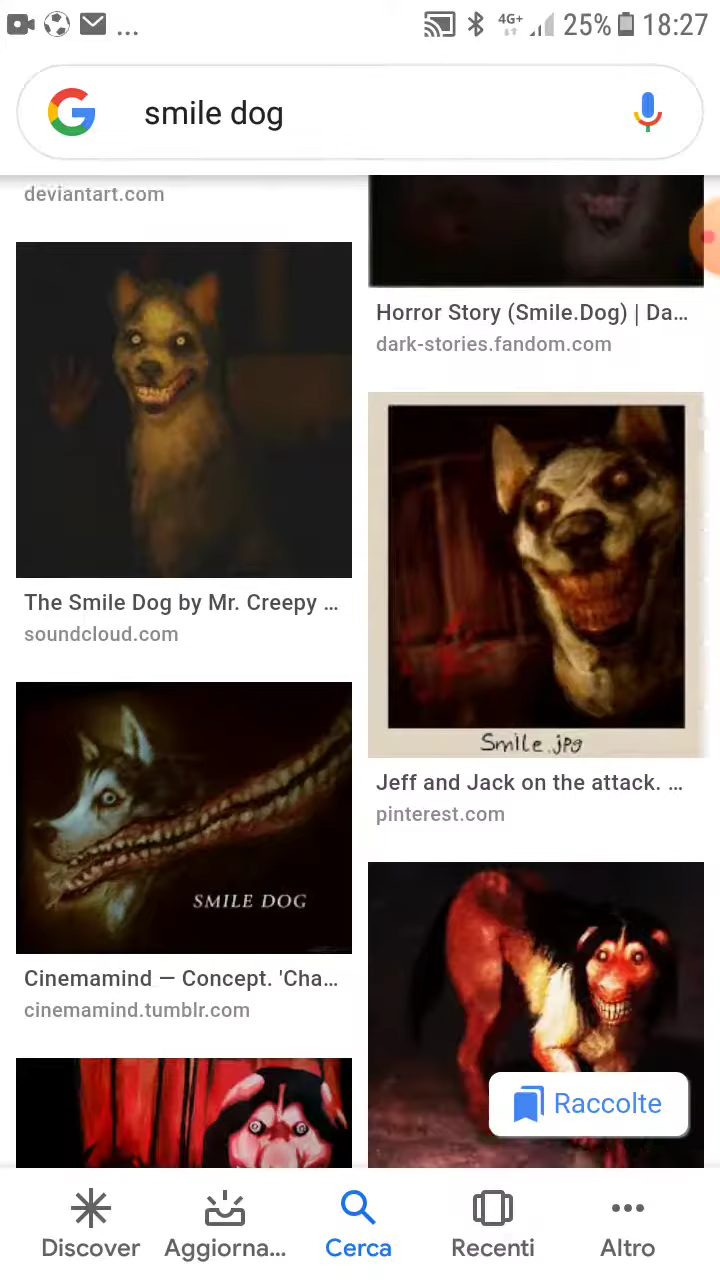 ... 4G+ 25% 18:27
smile dog
deviantart.com
Horror Story (Smile.Dog) | Da...
dark-stories.fandom.com
The Smile Dog by Mr. Creepy ...
soundcloud.com
Smile.jpg
Jeff and Jack on the attack. ...
pinterest.com
SMILE DOG
Cinemamind — Concept. 'Cha...
cinemamind.tumblr.com
Raccolte
Discover Aggiorna... Cerca Recenti Altro